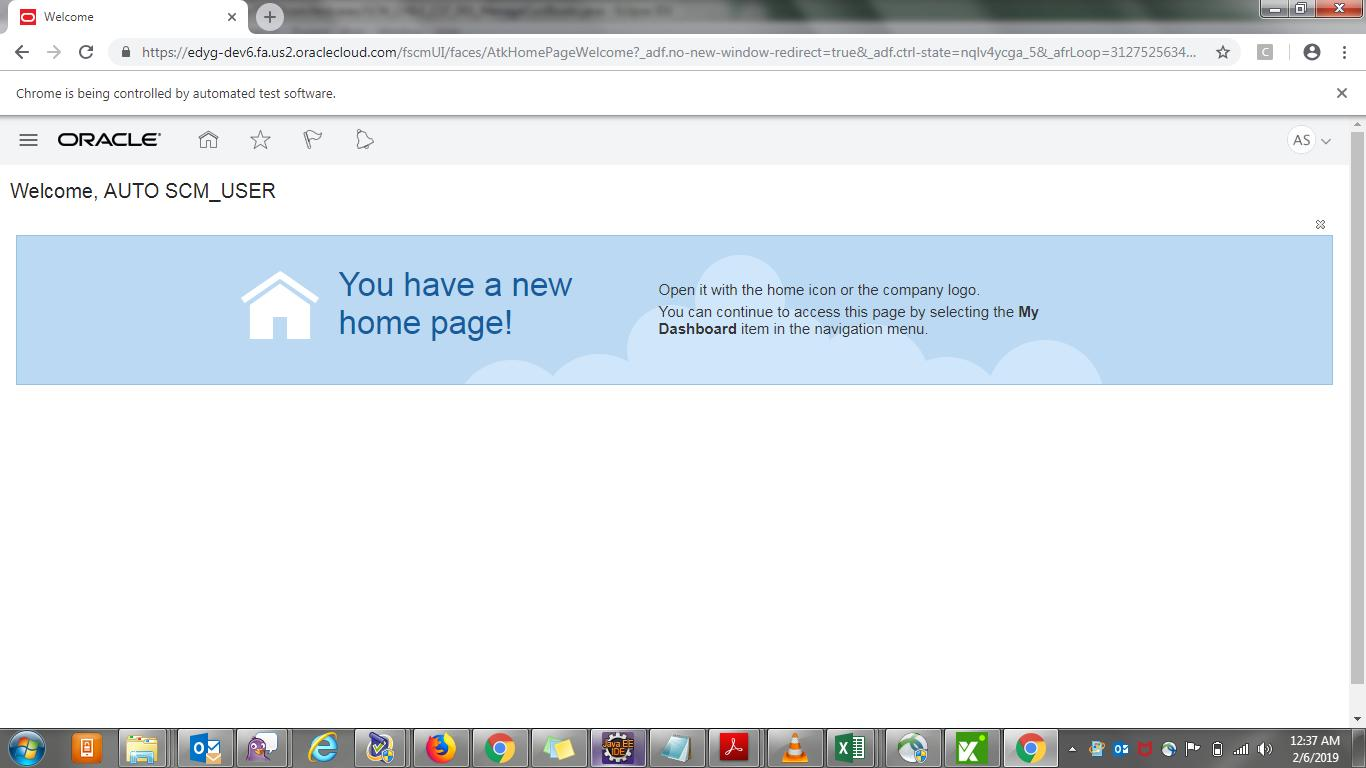 Welcome
https://edyg-dev6.fa.us2.oraclecloud.com/fscmUI/faces/AtkHomePageWelcome?_adf.no-new-window-redirect=true&_adf.ctrl-state=nqlv4ycga_5&_afrLoop=3127525634...
C
Chrome is being controlled by automated test software.
ORACLE
AS
Welcome, AUTO SCM_USER
You have a new
home page!
Open it with the home icon or the company logo.
You can continue to access this page by selecting the My
Dashboard item in the navigation menu.
Java EE
IDE
12:37 AM
2/6/2019